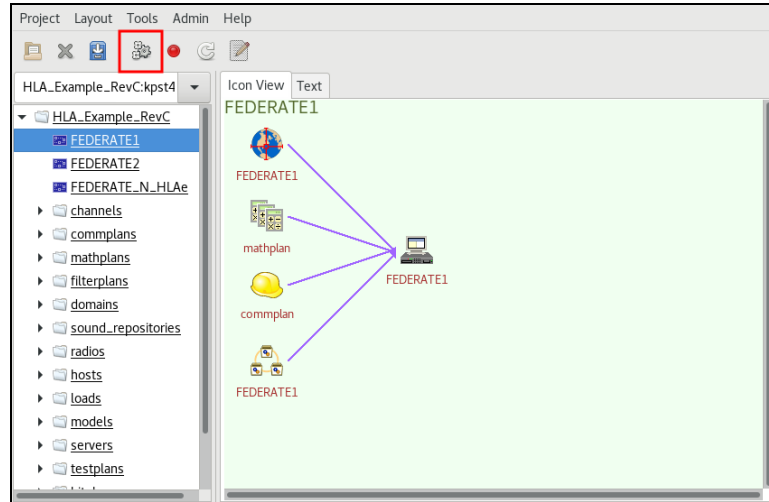 Project Layout Tools Admin Help
HLA_Example_RevC:kpst4
HLA_Example_RevC
FEDERATE1
FEDERATE2
FEDERATE_N_HLAe
channels
commplans
mathplans
filterplans
domains
sound_repositories
radios
hosts
loads
models
servers
testplans
Icon View Text
FEDERATE1
FEDERATE1
mathplan
FEDERATE1
commplan
FEDERATE1